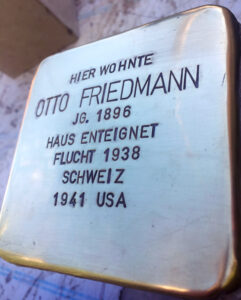 HIER WOHNTE
OTTO FRIEDMANN
JG. 1896
HAUS ENTEIGNET
FLUCHT 1938
SCHWEIZ
1941 USA